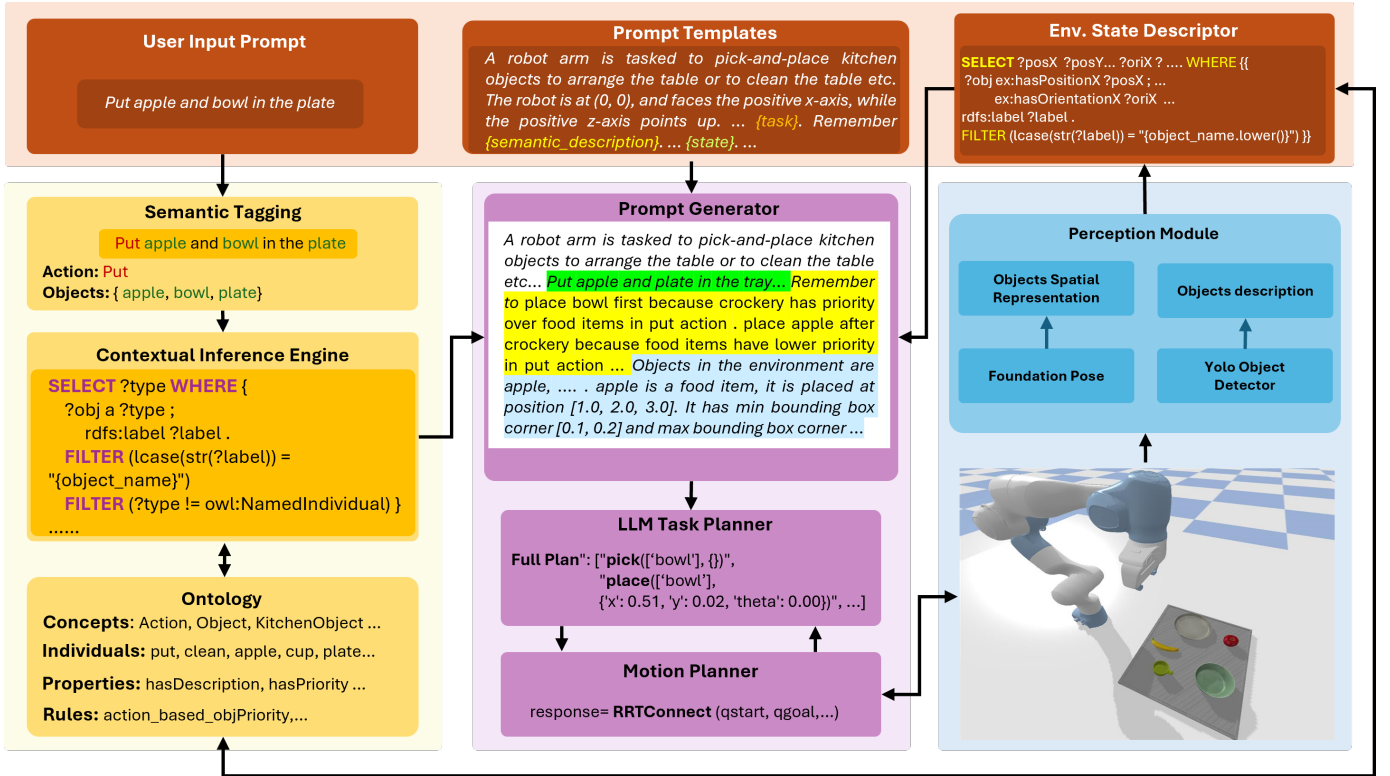 User Input Prompt
Put apple and bowl in the plate
Prompt Templates
A robot arm is tasked to pick-and-place kitchen
objects to arrange the table or to clean the table etc.
The robot is at (0, 0), and faces the positive x-axis, while
the positive z-axis points up. ... {task}. Remember
{semantic_description}. ... {state}. ...
Env. State Descriptor
SELECT ?posX ?posY... ?oriX ? .... WHERE {{
?obj ex:hasPositionX ?posX ; ...
ex:hasOrientationX ?oriX ...
rdfs:label ?label .
FILTER (lcase(str(?label)) = "{object_name.lower()}") }}
Semantic Tagging
Put apple and bowl in the plate
Action: Put
Objects: { apple, bowl, plate}
Contextual Inference Engine
SELECT ?type WHERE {
?obj a ?type ;
rdfs:label ?label .
FILTER (lcase(str(?label)) =
"{object_name}")
FILTER (?type != owl:NamedIndividual) }
......
Ontology
Concepts: Action, Object, KitchenObject ...
Individuals: put, clean, apple, cup, plate...
Properties: hasDescription, hasPriority ...
Rules: action_based_objPriority,...
Prompt Generator
A robot arm is tasked to pick-and-place kitchen
objects to arrange the table or to clean the table
etc... Put apple and plate in the tray... Remember
to place bowl first because crockery has priority
over food items in put action . place apple after
crockery because food items have lower priority
in put action ... Objects in the environment are
apple, .... . apple is a food item, it is placed at
position [1.0, 2.0, 3.0]. It has min bounding box
corner [0.1, 0.2] and max bounding box corner ...
LLM Task Planner
Full Plan": ["pick(['bowl'], {})",
"place(['bowl'],
{'x': 0.51, 'y': 0.02, 'theta': 0.00})", ...]
Motion Planner
response= RRTConnect (qstart, qgoal,...)
Perception Module
Objects Spatial
Representation
Objects description
Foundation Pose
Yolo Object
Detector